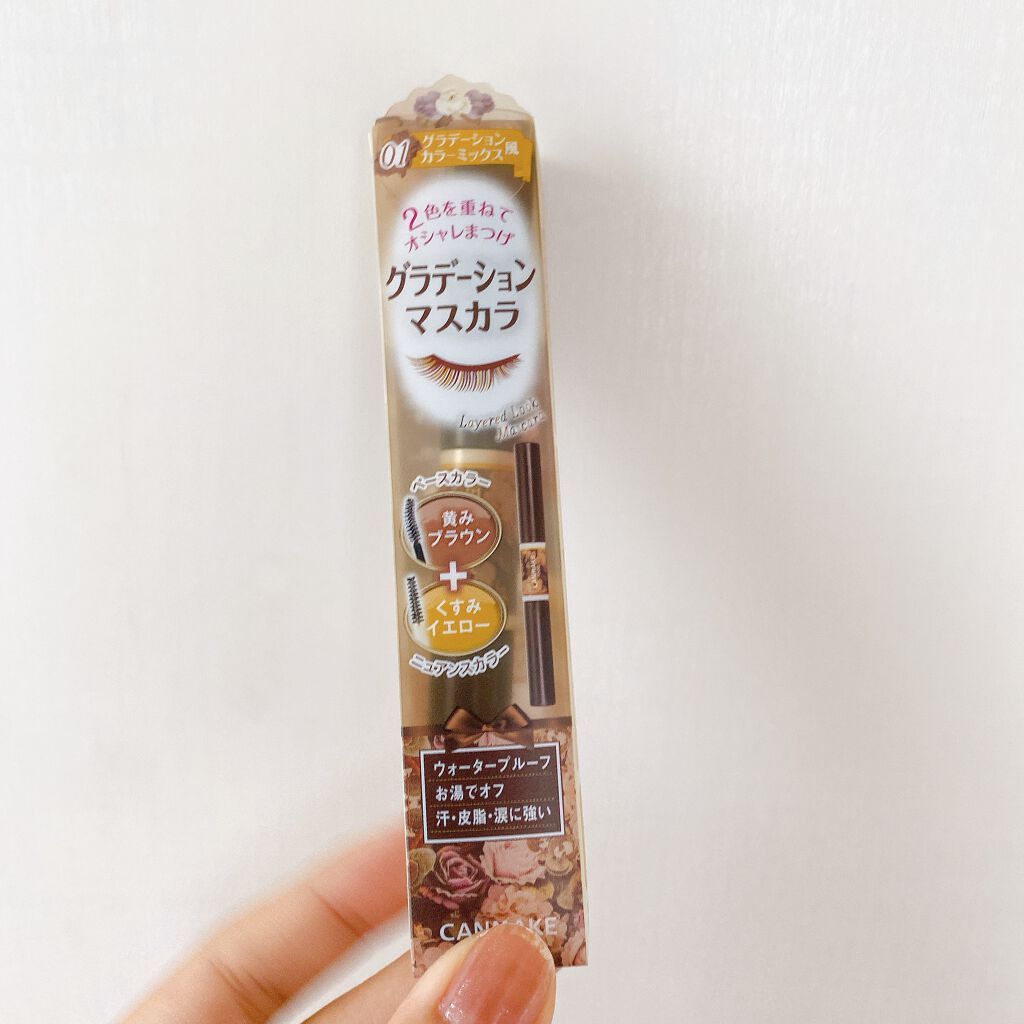 01
グラデーション
カラーミックス風
2色を重ねて
オシャレまつげ
グラデーション
マスカラ
Layered Look
Mascara
ベースカラー
黄み
ブラウン
+
くすみ
イエロー
ニュアンスカラー
ウォータープルーフ
お湯でオフ
汗・皮脂・涙に強い
CANMAKE